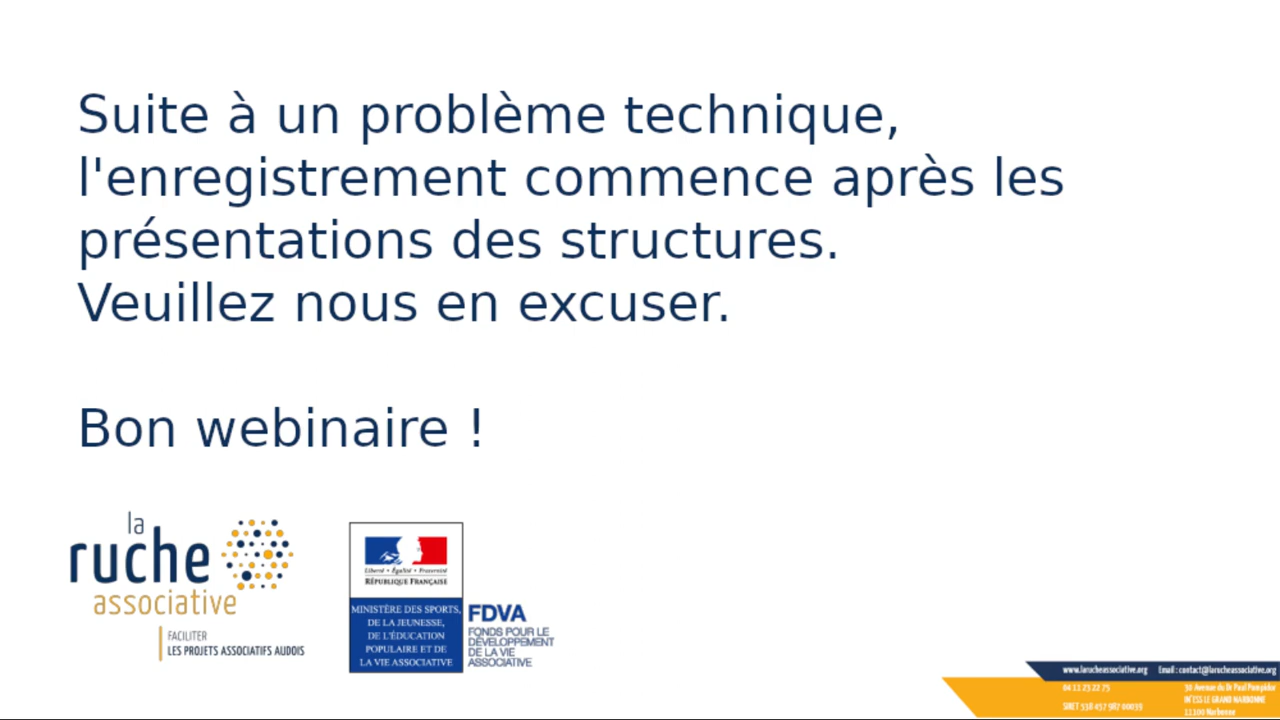 Suite à un problème technique,
l'enregistrement commence après les
présentations des structures.
Veuillez nous en excuser.
Bon webinaire !
la
ruche
associative
FACILITER
LES PROJETS ASSOCIATIFS AUDOIS
Liberté • Égalité • Fraternité
RÉPUBLIQUE FRANÇAISE
MINISTÈRE DES SPORTS,
DE LA JEUNESSE,
DE L'ÉDUCATION
POPULAIRE ET DE
LA VIE ASSOCIATIVE
FDVA
FONDS POUR LE
DÉVELOPPEMENT
DE LA VIE
ASSOCIATIVE
www.larucheassociative.org Email : contact@larucheassociative.org
04 11 23 22 75
SIRET 538 457 987 00039
30 Avenue du Dr Paul Pompidor
IN'ESS LE GRAND NARBONNE
11100 Narbonne